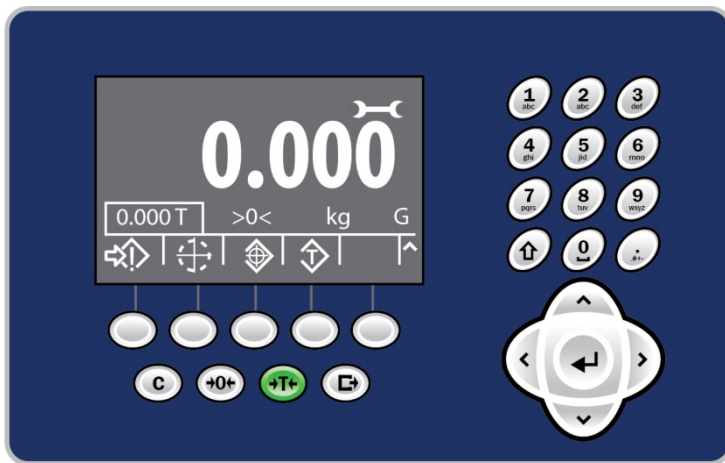 0.000
0.000 T >0< kg G
T
C →0← →T←
1 2 3
abc abc def
4 5 6
ghi mno
7 8 9
pqrs tuv wxyz
0 .